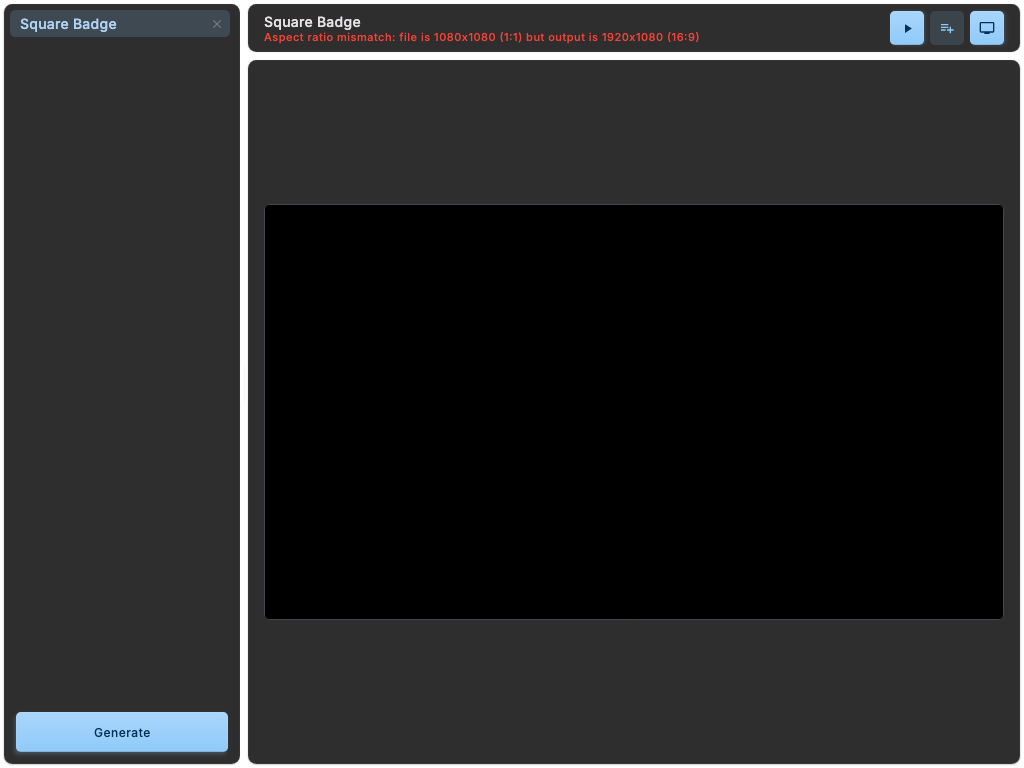 Square Badge
Square Badge
Aspect ratio mismatch: file is 1080x1080 (1:1) but output is 1920x1080 (16:9)
Generate